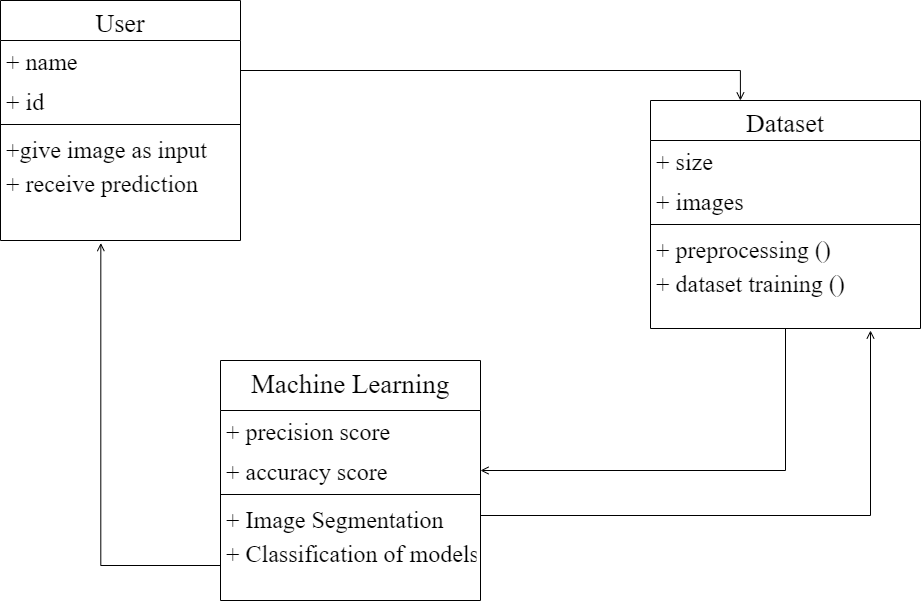 User
+ name
+ id
+give image as input
+ receive prediction
Dataset
+ size
+ images
+ preprocessing ()
+ dataset training ()
Machine Learning
+ precision score
+ accuracy score
+ Image Segmentation
+ Classification of models